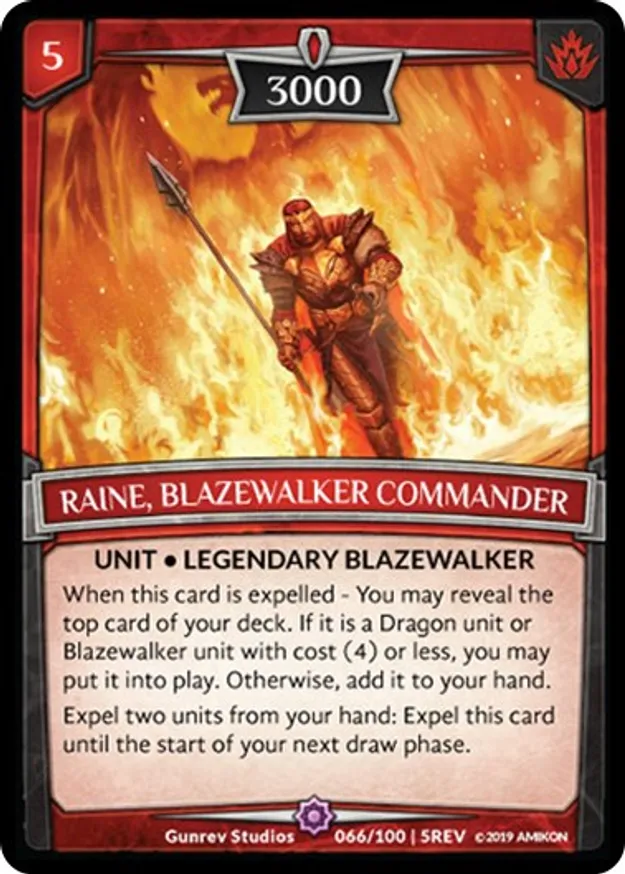 5
3000
RAINE, BLAZEWALKER COMMANDER
UNIT • LEGENDARY BLAZEWALKER
When this card is expelled - You may reveal the
top card of your deck. If it is a Dragon unit or
Blazewalker unit with cost (4) or less, you may
put it into play. Otherwise, add it to your hand.
Expel two units from your hand: Expel this card
until the start of your next draw phase.
Gunrev Studios 066/100 | 5REV ©2019 AMIKON